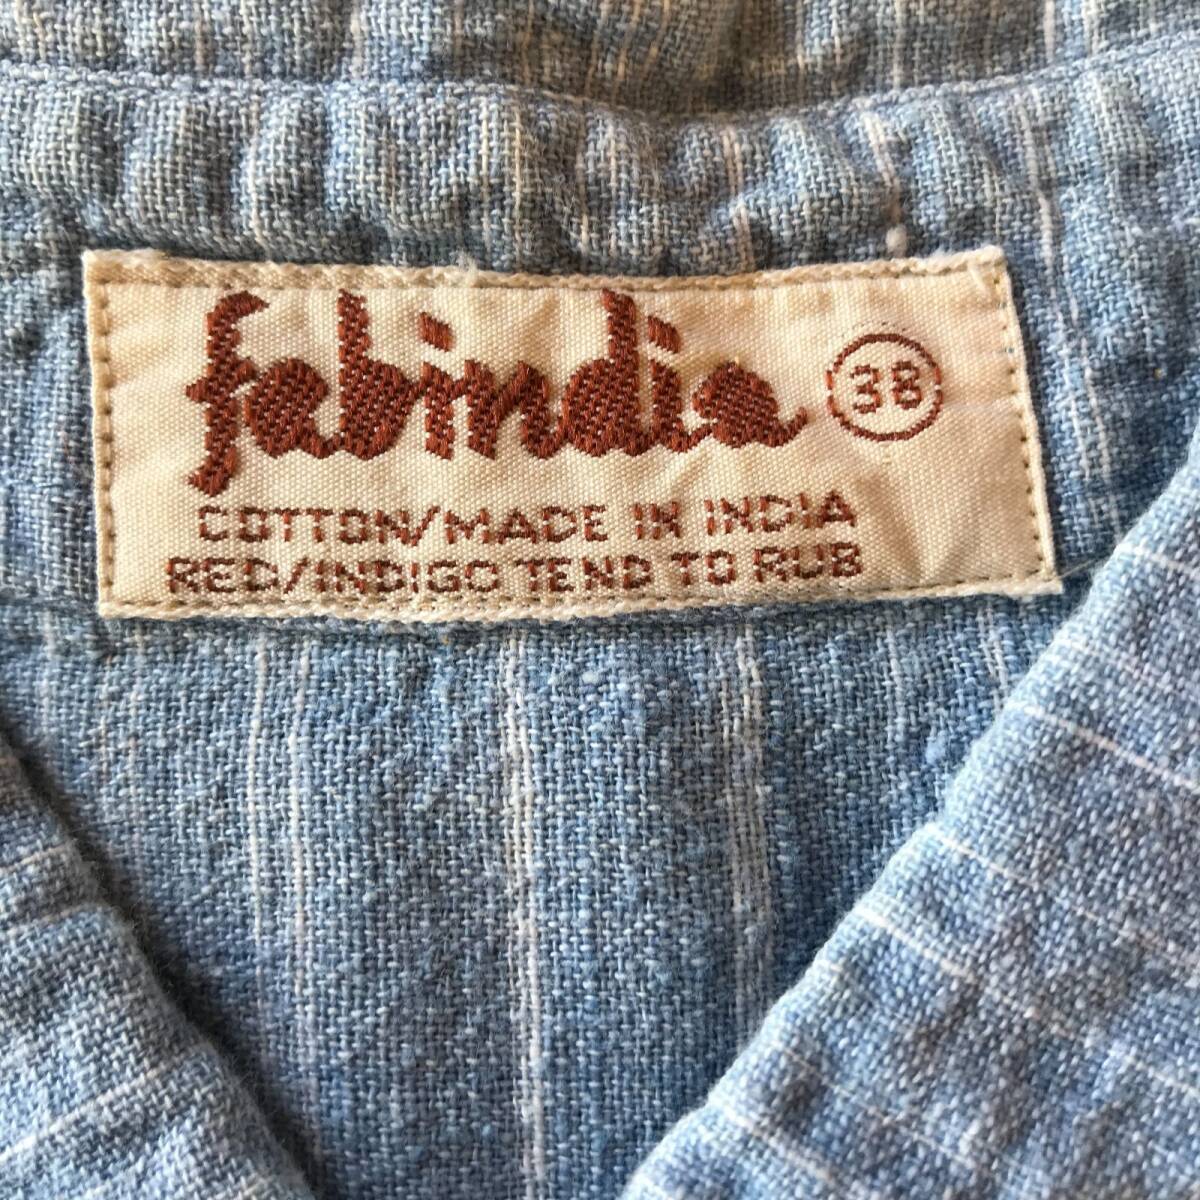 fabindia 38
COTTON/MADE IN INDIA
RED/INDIGO TEND TO RUB